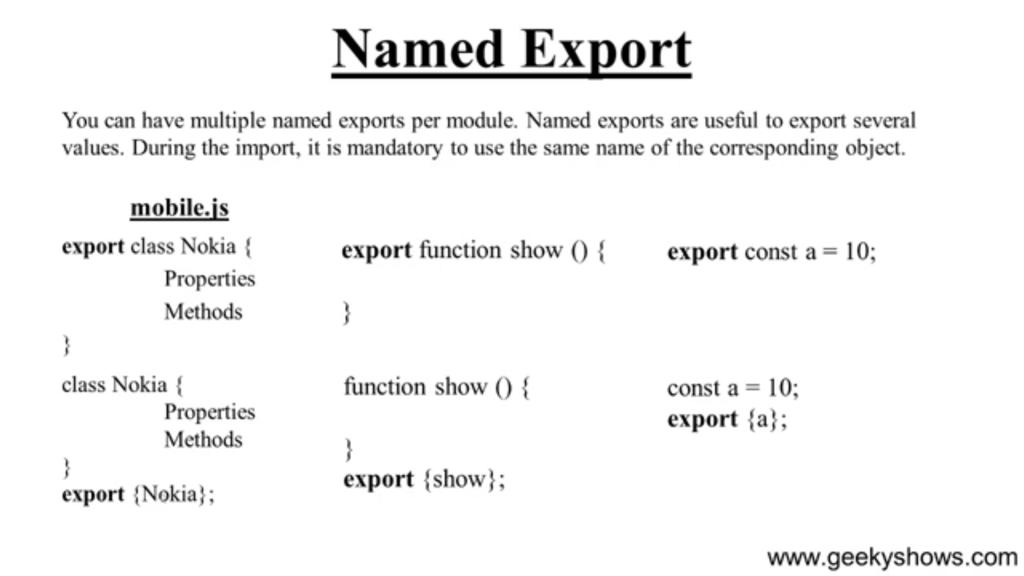 Named Export
You can have multiple named exports per module. Named exports are useful to export several
values. During the import, it is mandatory to use the same name of the corresponding object.
mobile.js
export class Nokia {
Properties
Methods
}
export function show () {
}
export const a = 10;
class Nokia {
Properties
Methods
}
export {Nokia};
function show () {
}
export {show};
const a = 10;
export {a};
www.geekyshows.com